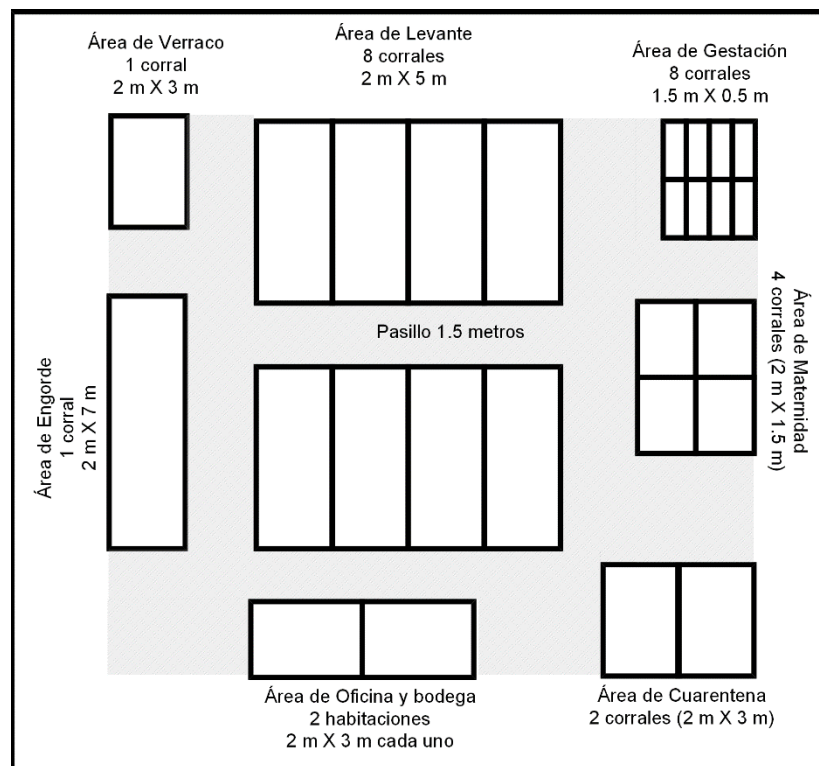 Área de Verraco
1 corral
2 m X 3 m
Área de Levante
8 corrales
2 m X 5 m
Área de Gestación
8 corrales
1.5 m X 0.5 m
Pasillo 1.5 metros
Área de Engorde
1 corral
2 m X 7 m
Área de Maternidad
4 corrales (2 m X 1.5 m)
Área de Oficina y bodega
2 habitaciones
2 m X 3 m cada uno
Área de Cuarentena
2 corrales (2 m X 3 m)